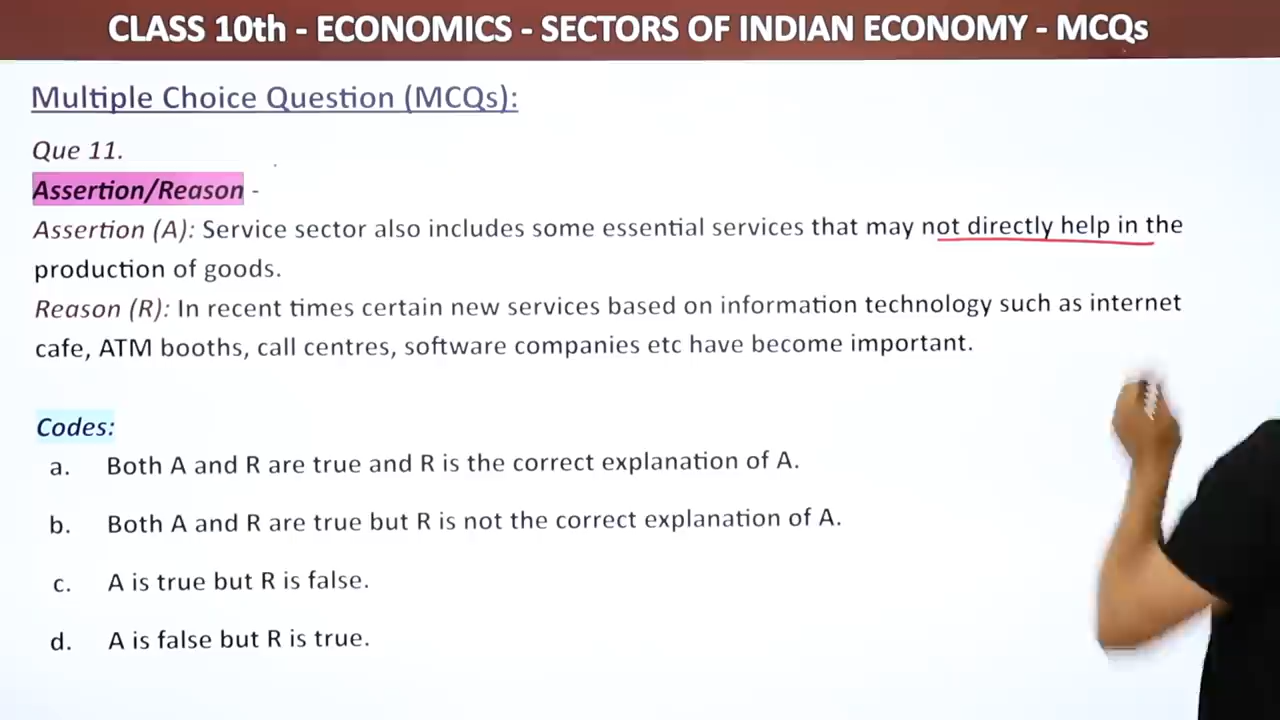 CLASS 10th - ECONOMICS - SECTORS OF INDIAN ECONOMY - MCQs
Multiple Choice Question (MCQs):
Que 11.
Assertion/Reason -
Assertion (A): Service sector also includes some essential services that may not directly help in the
production of goods.
Reason (R): In recent times certain new services based on information technology such as internet
cafe, ATM booths, call centres, software companies etc have become important.
Codes:
a. Both A and R are true and R is the correct explanation of A.
b. Both A and R are true but R is not the correct explanation of A.
c. A is true but R is false.
d. A is false but R is true.